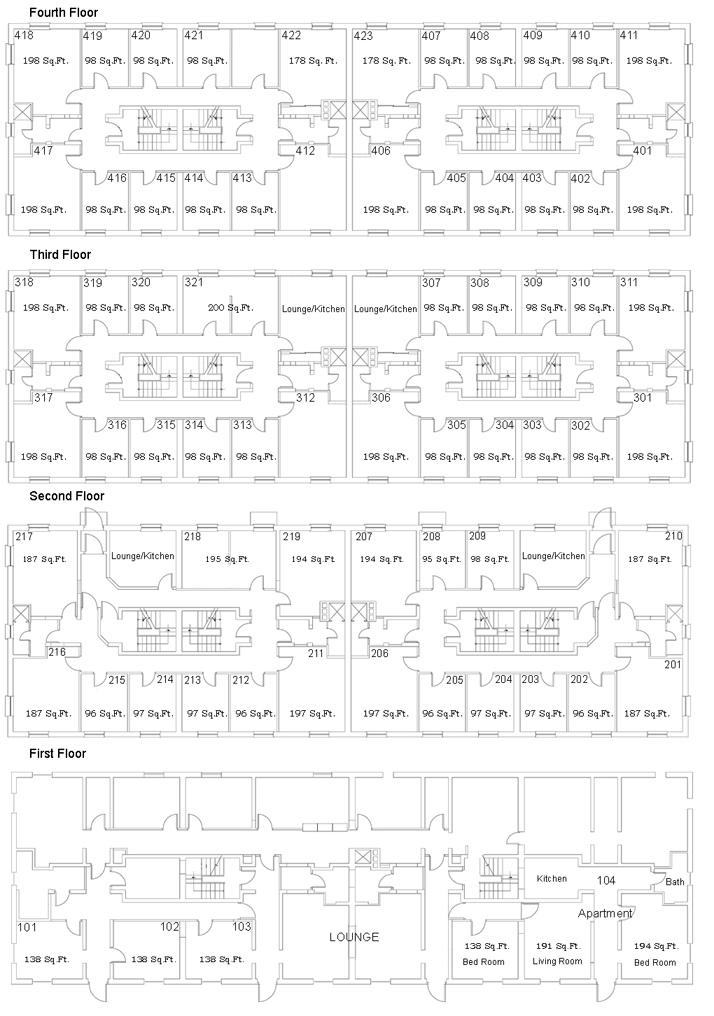 Fourth Floor
418 419 420 421 422 423 407 408 409 410 411
198 Sq.Ft. 98 Sq.Ft. 98 Sq.Ft. 98 Sq.Ft. 178 Sq.Ft. 178 Sq.Ft. 98 Sq.Ft. 98 Sq.Ft. 98 Sq.Ft. 98 Sq.Ft. 198 Sq.Ft.
417 412 406 401
416 415 414 413 405 404 403 402
198 Sq.Ft. 98 Sq.Ft. 98 Sq.Ft. 98 Sq.Ft. 98 Sq.Ft. 198 Sq.Ft. 98 Sq.Ft. 98 Sq.Ft. 98 Sq.Ft. 98 Sq.Ft. 198 Sq.Ft.
Third Floor
318 319 320 321 307 308 309 310 311
198 Sq.Ft. 98 Sq.Ft. 98 Sq.Ft. 200 Sq.Ft. Lounge/Kitchen Lounge/Kitchen 98 Sq.Ft. 98 Sq.Ft. 98 Sq.Ft. 98 Sq.Ft. 198 Sq.Ft.
317 312 306 301
316 315 314 313 305 304 303 302
198 Sq.Ft. 98 Sq.Ft. 98 Sq.Ft. 98 Sq.Ft. 98 Sq.Ft. 198 Sq.Ft. 98 Sq.Ft. 98 Sq.Ft. 98 Sq.Ft. 98 Sq.Ft. 198 Sq.Ft.
Second Floor
217 218 219 207 208 209 210
187 Sq.Ft. Lounge/Kitchen 195 Sq.Ft. 194 Sq.Ft 194 Sq.Ft. 95 Sq.Ft. 98 Sq.Ft. Lounge/Kitchen 187 Sq.Ft.
216 211 206 201
215 214 213 212 205 204 203 202
187 Sq.Ft. 96 Sq.Ft. 97 Sq.Ft. 97 Sq.Ft. 96 Sq.Ft. 197 Sq.Ft. 197 Sq.Ft. 96 Sq.Ft. 97 Sq.Ft. 97 Sq.Ft. 96 Sq.Ft. 187 Sq.Ft.
First Floor
Kitchen 104 Bath
Apartment
101 102 103
LOUNGE
138 Sq.Ft. 138 Sq.Ft. 138 Sq.Ft. 138 Sq.Ft. 191 Sq.Ft. 194 Sq.Ft.
Bed Room Living Room Bed Room